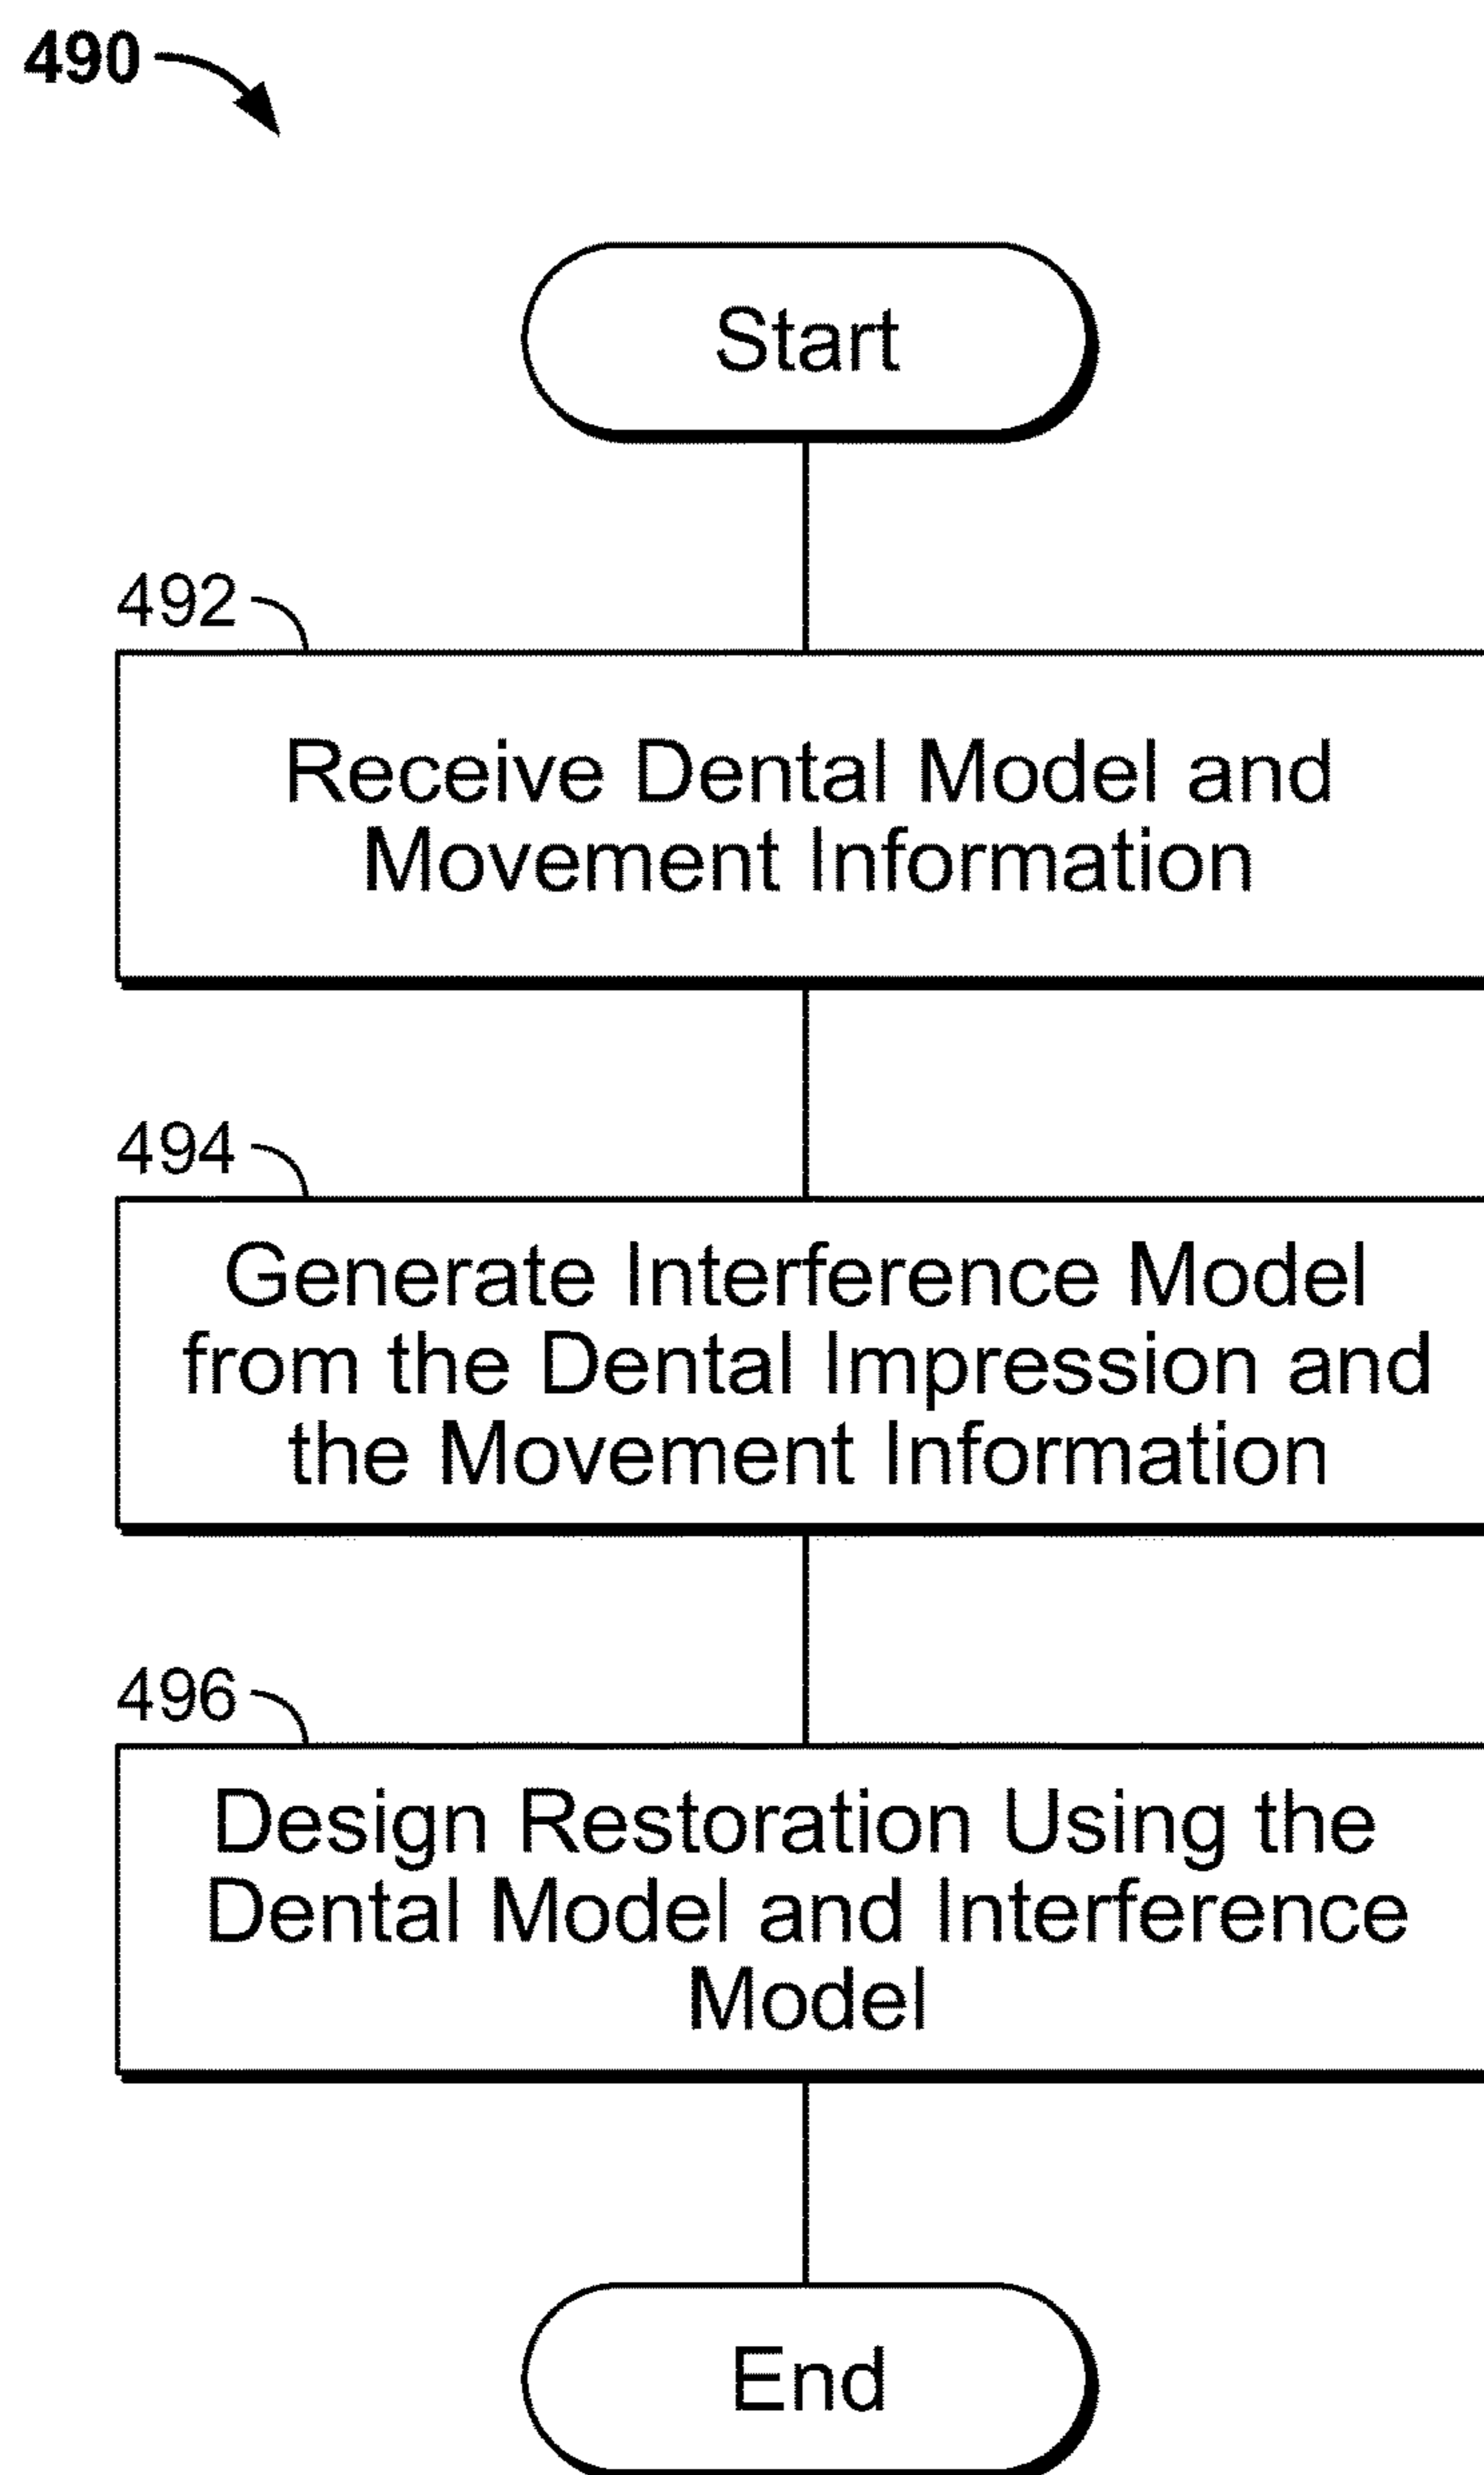 490
Start
492
Receive Dental Model and
Movement Information
494
Generate Interference Model
from the Dental Impression and
the Movement Information
496
Design Restoration Using the
Dental Model and Interference
Model
End